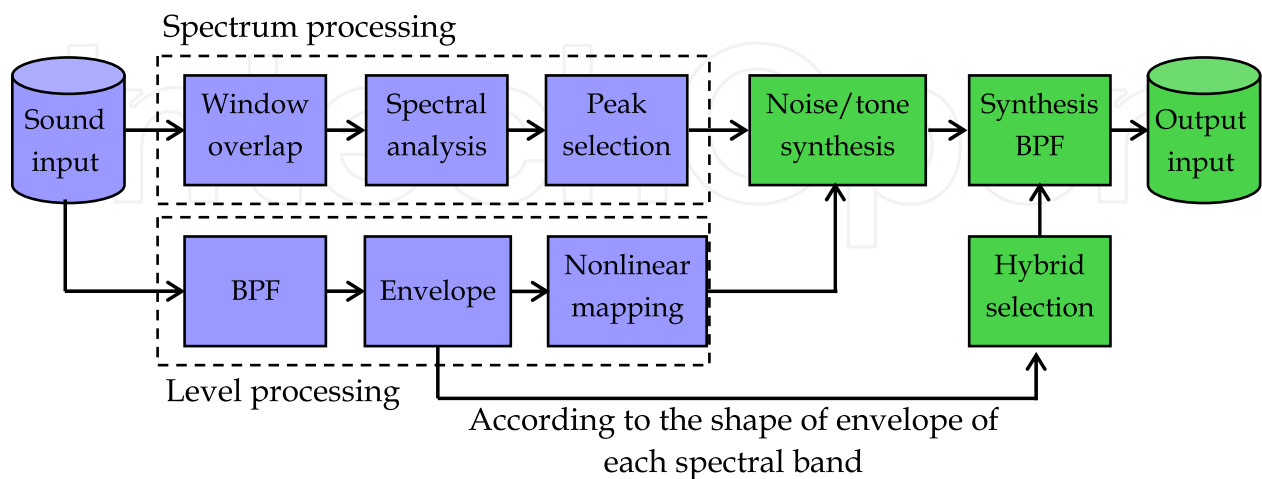 Spectrum processing
Sound
input
Window
overlap
Spectral
analysis
Peak
selection
Noise/tone
synthesis
Synthesis
BPF
Output
input
BPF
Envelope
Nonlinear
mapping
Hybrid
selection
Level processing
According to the shape of envelope of
each spectral band
IntechOpen